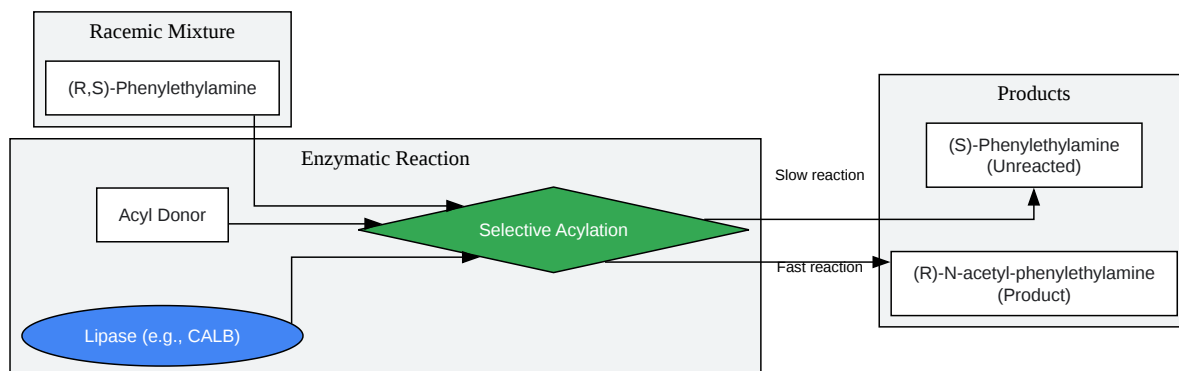 Racemic Mixture
(R,S)-Phenylethylamine
Enzymatic Reaction
Acyl Donor
Selective Acylation
Lipase (e.g., CALB)
Slow reaction
Fast reaction
Products
(S)-Phenylethylamine
(Unreacted)
(R)-N-acetyl-phenylethylamine
(Product)